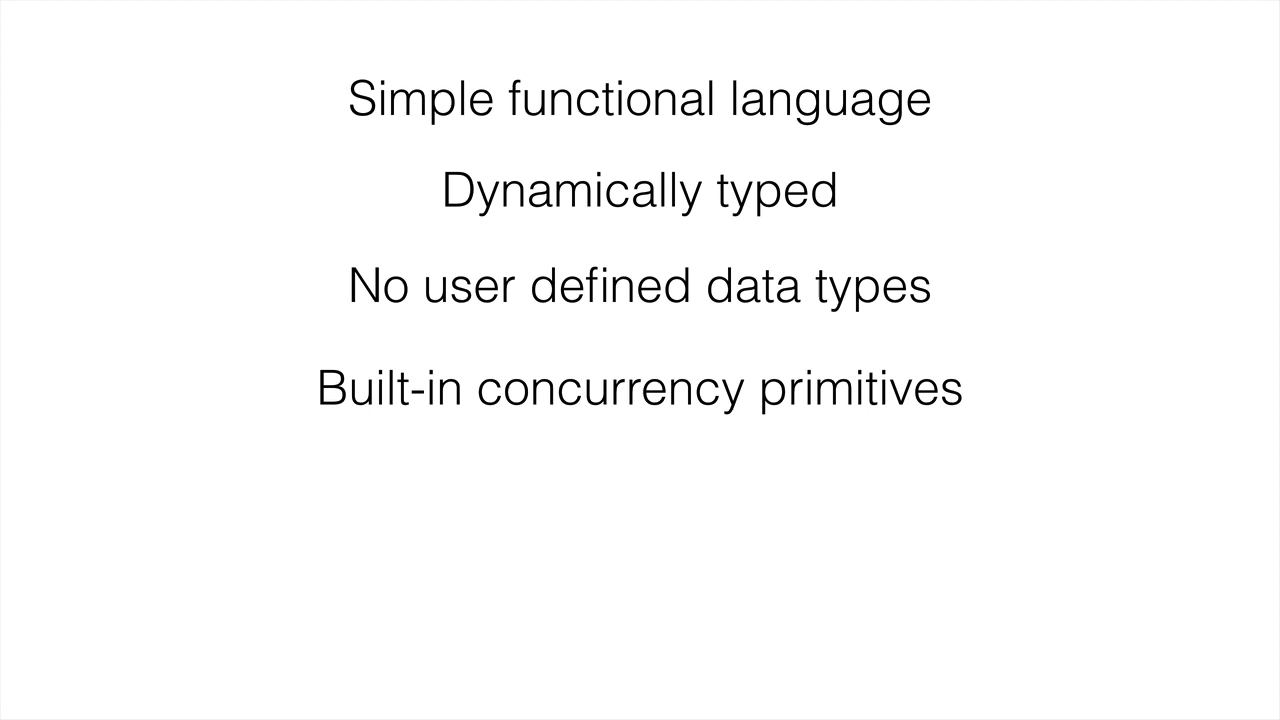 Simple functional language
Dynamically typed
No user defined data types
Built-in concurrency primitives